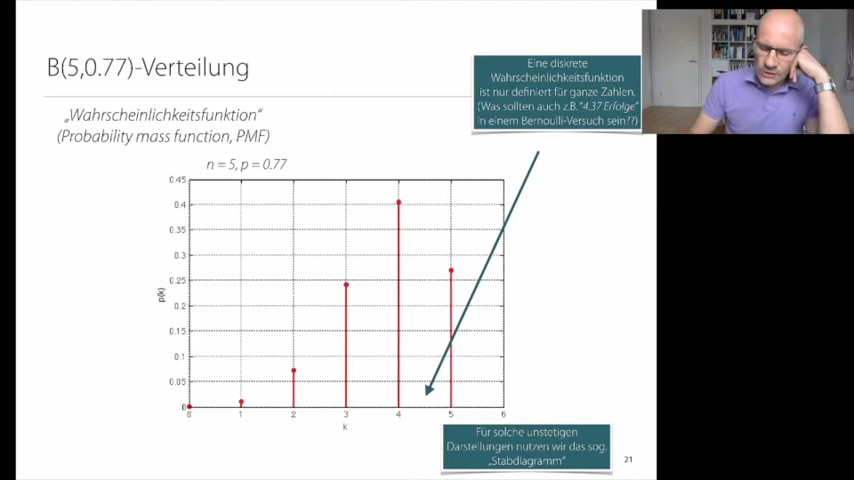 B(5,0.77)-Verteilung
Eine diskrete
Wahrscheinlichkeitsfunktion
ist nur definiert für ganze Zahlen.
(Was sollten auch z.B. "4.37 Erfolge"
in einem Bernoulli-Versuch sein??)
„Wahrscheinlichkeitsfunktion“
(Probability mass function, PMF)
n = 5, p = 0.77
0.45
0.4
0.35
0.3
0.25
0.2
0.15
0.1
0.05
0
p(k)
0 1 2 3 4 5 6
k
Für solche unstetigen
Darstellungen nutzen wir das sog.
„Stabdiagramm“
21